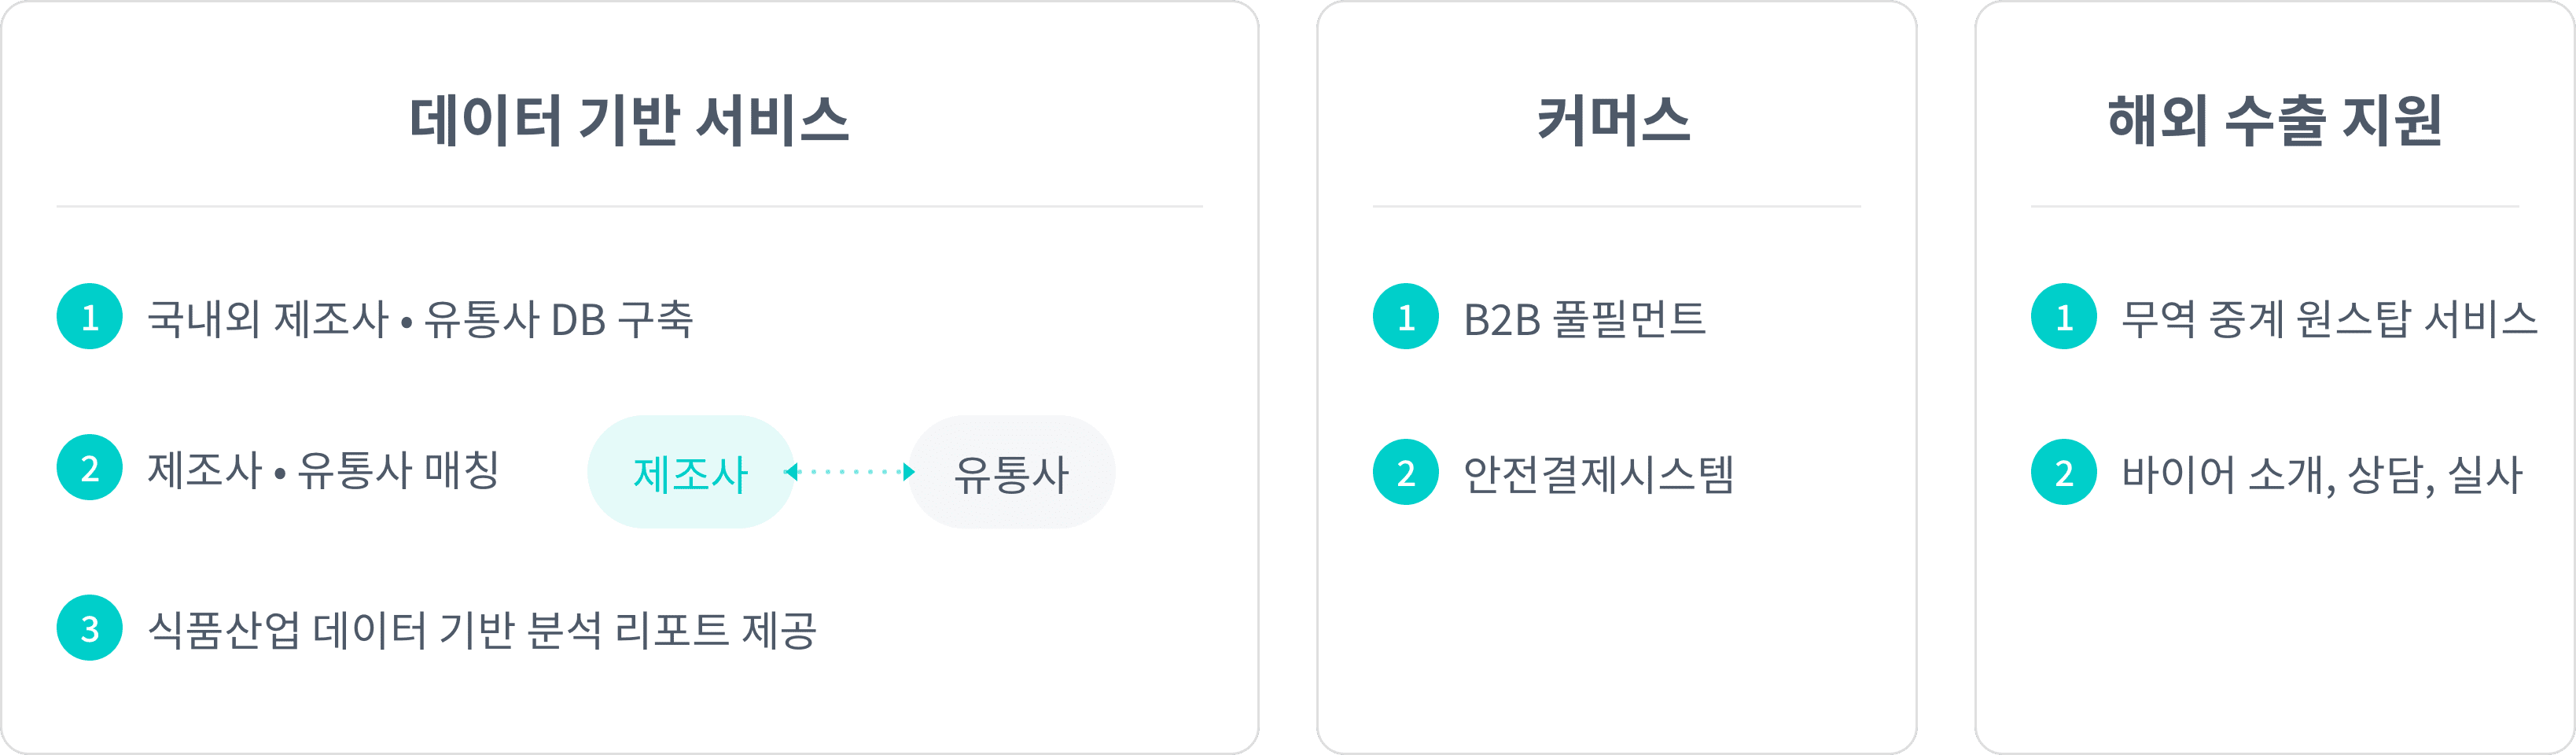 데이터 기반 서비스
1 국내외 제조사 • 유통사 DB 구축
2 제조사 • 유통사 매칭
제조사 유통사
3 식품산업 데이터 기반 분석 리포트 제공
커머스
1 B2B 풀필먼트
2 안전결제시스템
해외 수출 지원
1 무역 중계 원스탑 서비스
2 바이어 소개, 상담, 실사